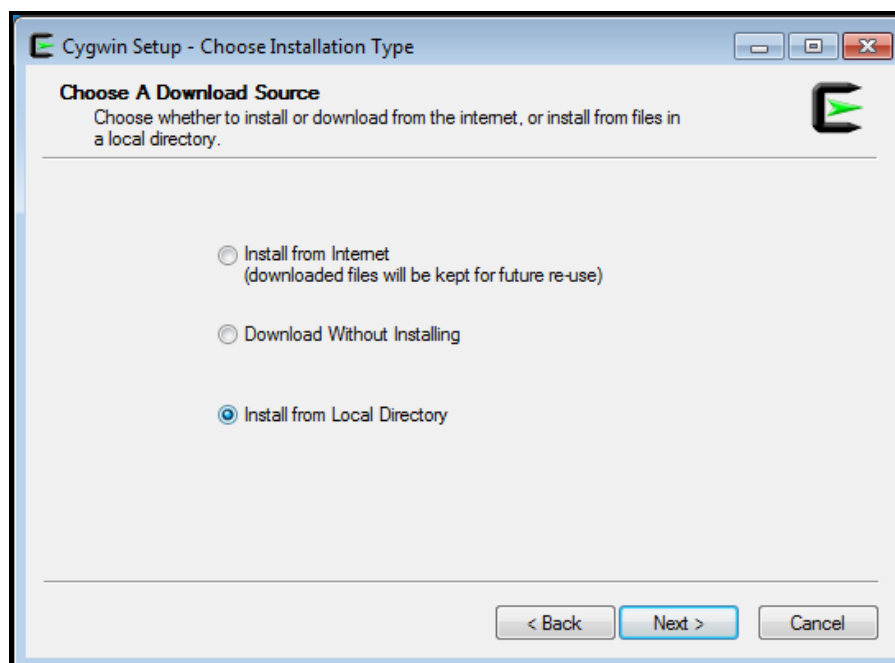 Cygwin Setup - Choose Installation Type
Choose A Download Source
Choose whether to install or download from the internet, or install from files in
a local directory.
Install from Internet
(downloaded files will be kept for future re-use)
Download Without Installing
Install from Local Directory
< Back
Next >
Cancel